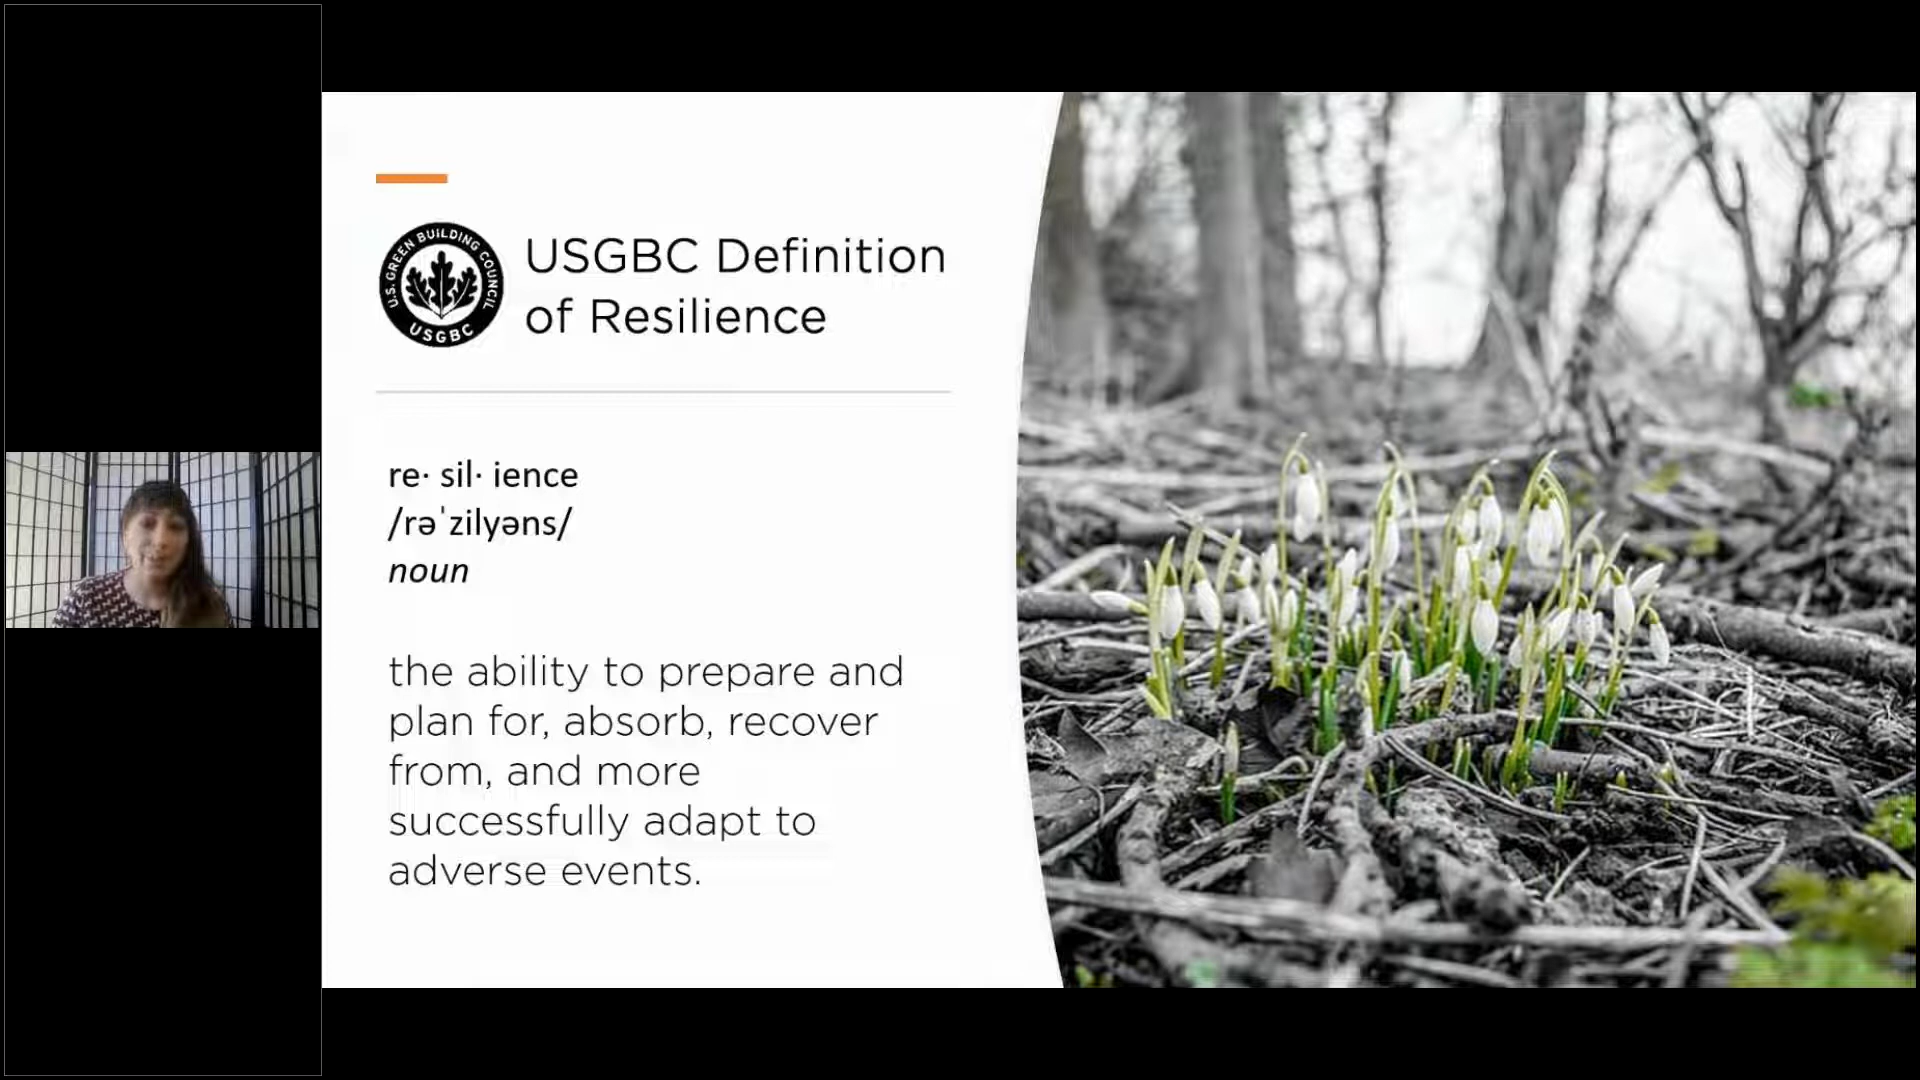 U.S. GREEN BUILDING COUNCIL
USGBC
USGBC Definition
of Resilience
re· sil· ience
/rəˈzilyəns/
noun
the ability to prepare and
plan for, absorb, recover
from, and more
successfully adapt to
adverse events.